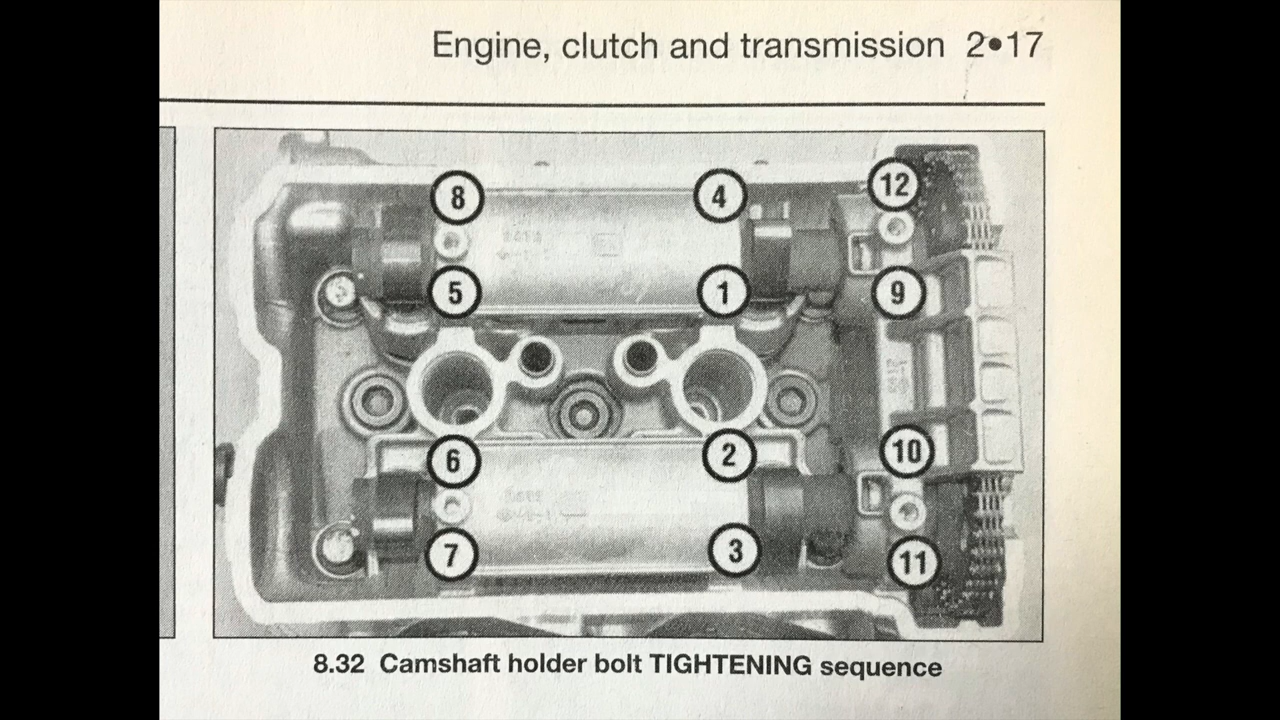 Engine, clutch and transmission 2•17
8 4 12
5 1 9
6 2 10
7 3 11
8.32 Camshaft holder bolt TIGHTENING sequence